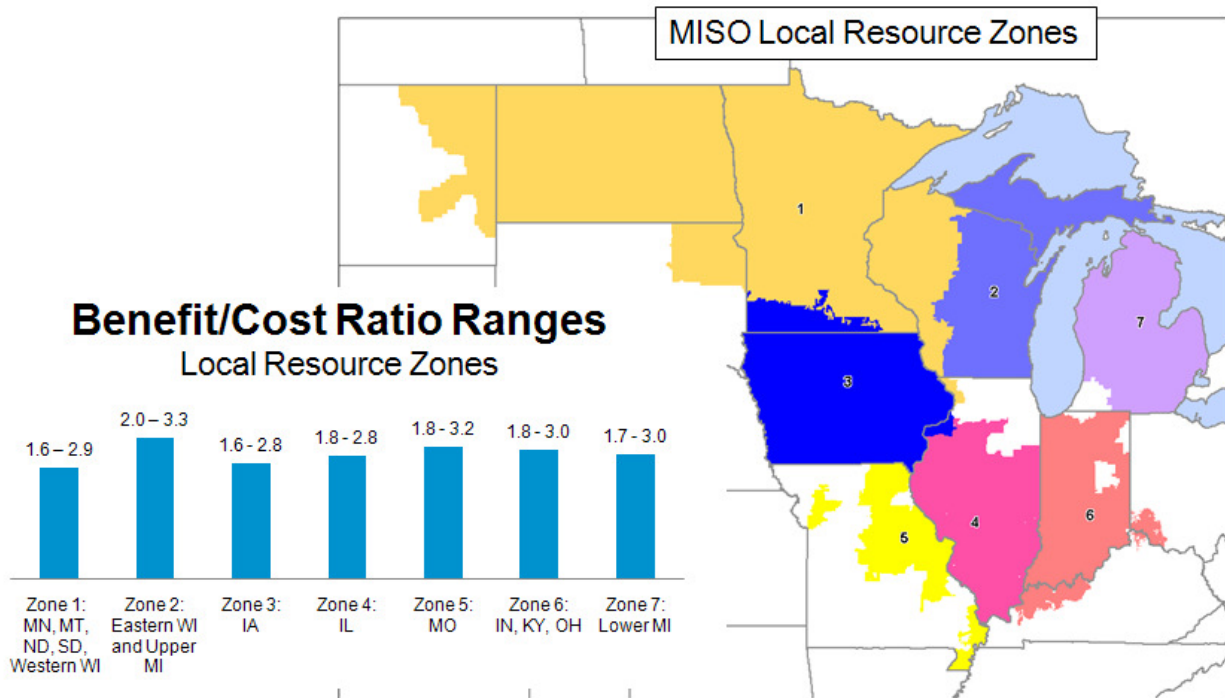 MISO Local Resource Zones
Benefit/Cost Ratio Ranges
Local Resource Zones
1.6 – 2.9
2.0 – 3.3
1.6 - 2.8
1.8 - 2.8
1.8 - 3.2
1.8 - 3.0
1.7 - 3.0
Zone 1:
MN, MT,
ND, SD,
Western WI
Zone 2:
Eastern WI
and Upper
MI
Zone 3:
IA
Zone 4:
IL
Zone 5:
MO
Zone 6:
IN, KY, OH
Zone 7:
Lower MI
1
2
7
3
4
6
5